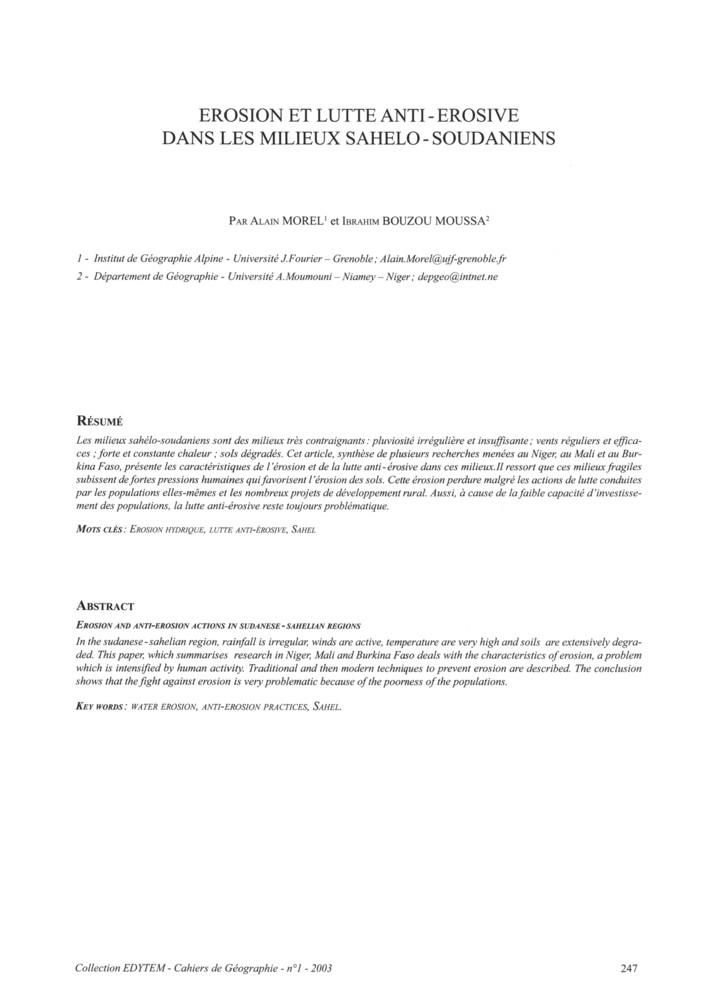 EROSION ET LUTTE ANTI-EROSIVE
DANS LES MILIEUX SAHELO-SOUDANIENS
PAR ALAIN MOREL¹ et IBRAHIM BOUZOU MOUSSA²
1 - Institut de Géographie Alpine - Université J.Fourier – Grenoble ; Alain.Morel@ujf-grenoble.fr
2 - Département de Géographie - Université A.Moumouni – Niamey – Niger ; depgeo@intnet.ne
RÉSUMÉ
Les milieux sahélo-soudaniens sont des milieux très contraignants : pluviosité irrégulière et insuffisante ; vents réguliers et effica-
ces ; forte et constante chaleur ; sols dégradés. Cet article, synthèse de plusieurs recherches menées au Niger, au Mali et au Bur-
kina Faso, présente les caractéristiques de l'érosion et de la lutte anti-érosive dans ces milieux.Il ressort que ces milieux fragiles
subissent de fortes pressions humaines qui favorisent l'érosion des sols. Cette érosion perdure malgré les actions de lutte conduites
par les populations elles-mêmes et les nombreux projets de développement rural. Aussi, à cause de la faible capacité d'investisse-
ment des populations, la lutte anti-érosive reste toujours problématique.
MOTS CLÉS : EROSION HYDRIQUE, LUTTE ANTI-ÉROSIVE, SAHEL
ABSTRACT
EROSION AND ANTI-EROSION ACTIONS IN SUDANESE-SAHELIAN REGIONS
In the sudanese-sahelian region, rainfall is irregular, winds are active, temperature are very high and soils are extensively degra-
ded. This paper, which summarises research in Niger, Mali and Burkina Faso deals with the characteristics of erosion, a problem
which is intensified by human activity. Traditional and then modern techniques to prevent erosion are described. The conclusion
shows that the fight against erosion is very problematic because of the poorness of the populations.
KEY WORDS : WATER EROSION, ANTI-EROSION PRACTICES, SAHEL.
Collection EDYTEM - Cahiers de Géographie - n°1 - 2003
247